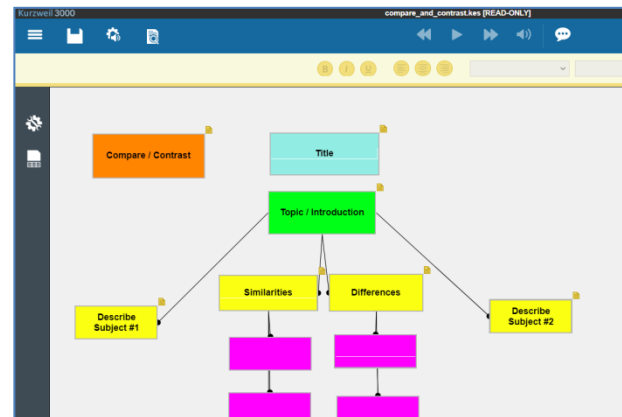 Kurzweil 3000
compare_and_contrast.kes [READ-ONLY]
B I U
Compare / Contrast
Title
Topic / Introduction
Similarities
Differences
Describe
Subject #1
Describe
Subject #2